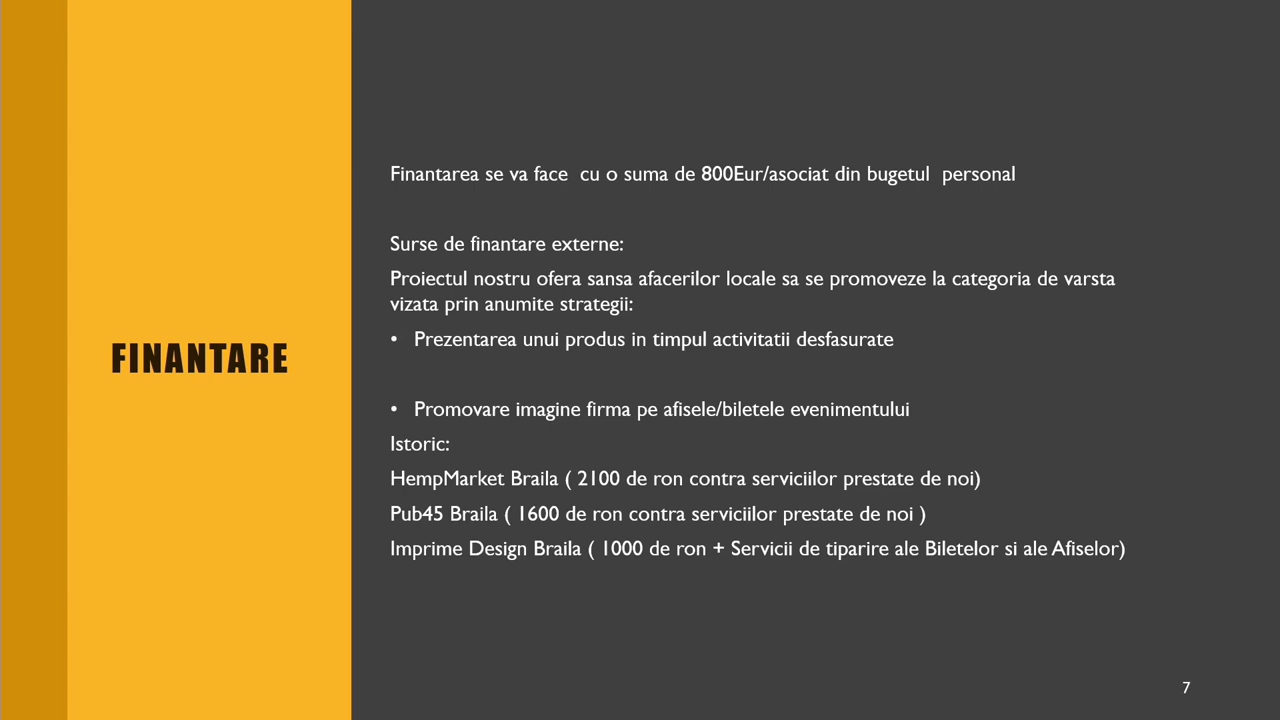 FINANTARE
Finantarea se va face  cu o suma de 800Eur/asociat din bugetul  personal
Surse de finantare externe:
Proiectul nostru ofera sansa afacerilor locale sa se promoveze la categoria de varsta
vizata prin anumite strategii:
• Prezentarea unui produs in timpul activitatii desfasurate
• Promovare imagine firma pe afisele/biletele evenimentului
Istoric:
HempMarket Braila ( 2100 de ron contra serviciilor prestate de noi)
Pub45 Braila ( 1600 de ron contra serviciilor prestate de noi )
Imprime Design Braila ( 1000 de ron + Servicii de tiparire ale Biletelor si ale Afiselor)
7